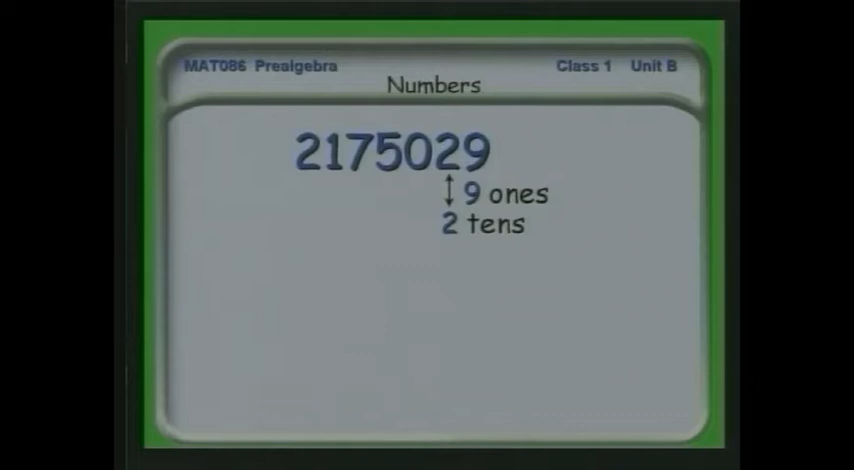 MAT086 Prealgebra Class 1 Unit B
Numbers
2175029
9 ones
2 tens